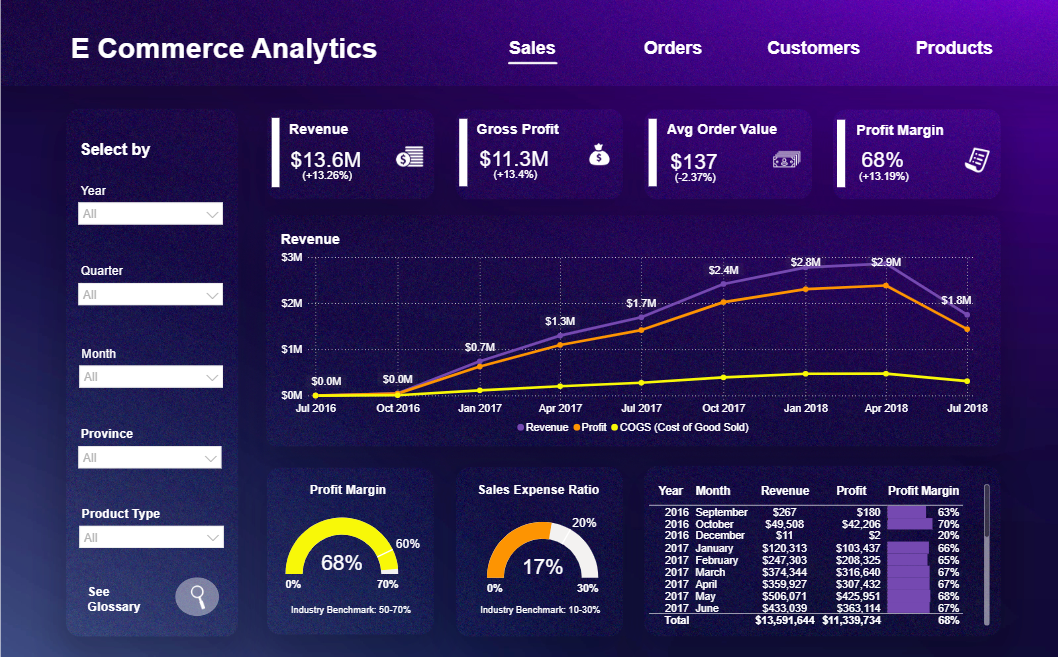 E Commerce Analytics
Sales
Orders
Customers
Products
Select by
Year
All
Quarter
All
Month
All
Province
All
Product Type
All
See
Glossary
Revenue
$13.6M
(+13.26%)
Gross Profit
$11.3M
(+13.4%)
Avg Order Value
$137
(-2.37%)
Profit Margin
68%
(+13.19%)
Revenue
$3M
$2M
$1M
$0M
$0.0M
$0.0M
$0.7M
$1.3M
$1.7M
$2.4M
$2.8M
$2.9M
$1.8M
Jul 2016 Oct 2016 Jan 2017 Apr 2017 Jul 2017 Oct 2017 Jan 2018 Apr 2018 Jul 2018
Revenue Profit COGS (Cost of Good Sold)
Profit Margin
60%
68%
0% 70%
Industry Benchmark: 50-70%
Sales Expense Ratio
20%
17%
0% 30%
Industry Benchmark: 10-30%
Year Month Revenue Profit Profit Margin
2016 September $267 $180 63%
2016 October $49,508 $42,206 70%
2016 December $11 $2 20%
2017 January $120,313 $103,437 66%
2017 February $247,303 $208,325 65%
2017 March $374,344 $316,640 67%
2017 April $359,927 $307,432 67%
2017 May $506,071 $425,951 68%
2017 June $433,039 $363,114 67%
Total $13,591,644 $11,339,734 68%